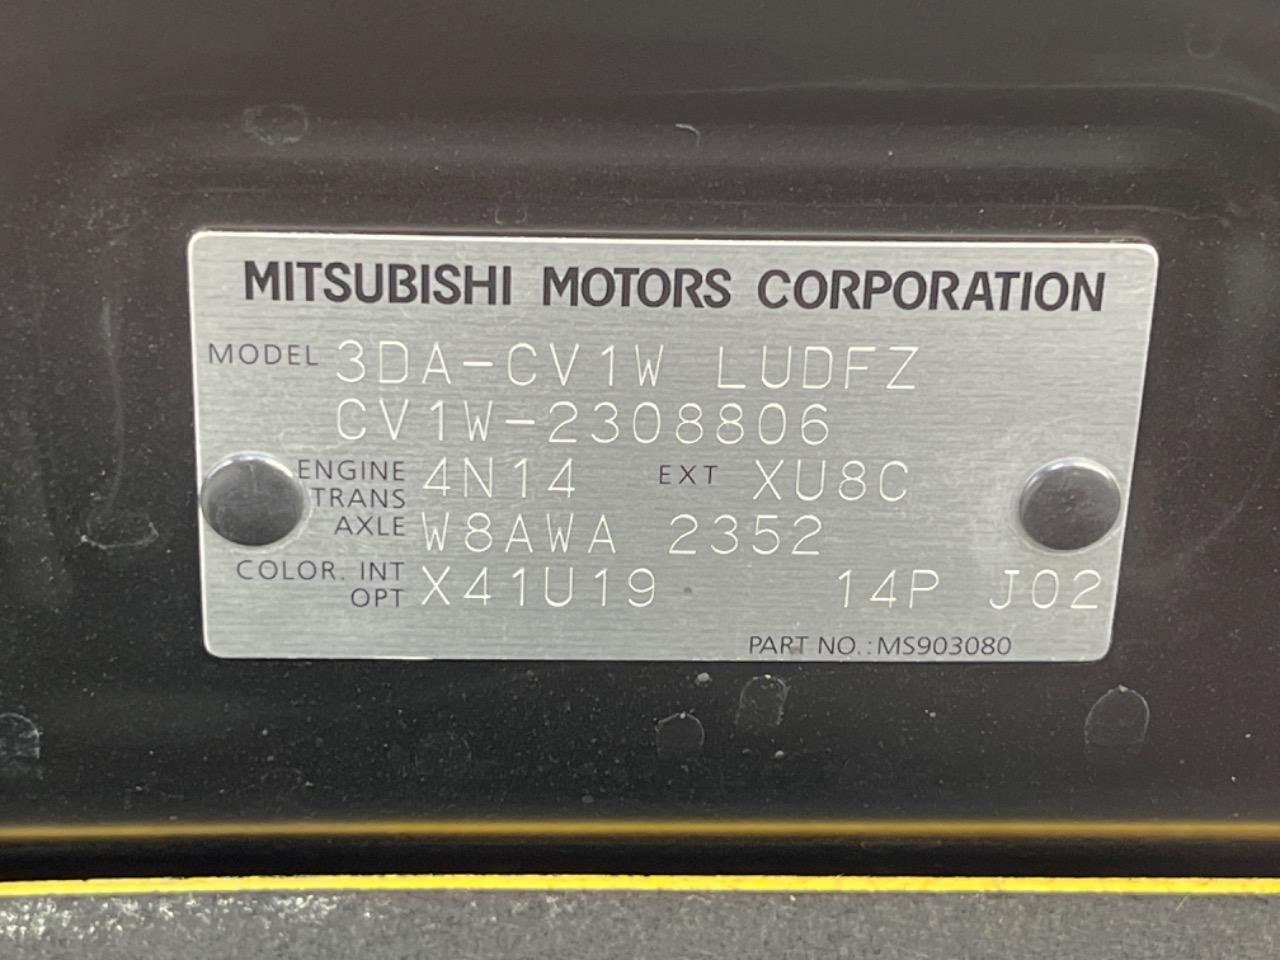 MITSUBISHI MOTORS CORPORATION
MODEL 3DA-CV1W LUDFZ
CV1W-2308806
ENGINE 4N14 EXT XU8C
TRANS
AXLE W8AWA 2352
COLOR. INT
OPT X41U19 14P J02
PART NO.: MS903080